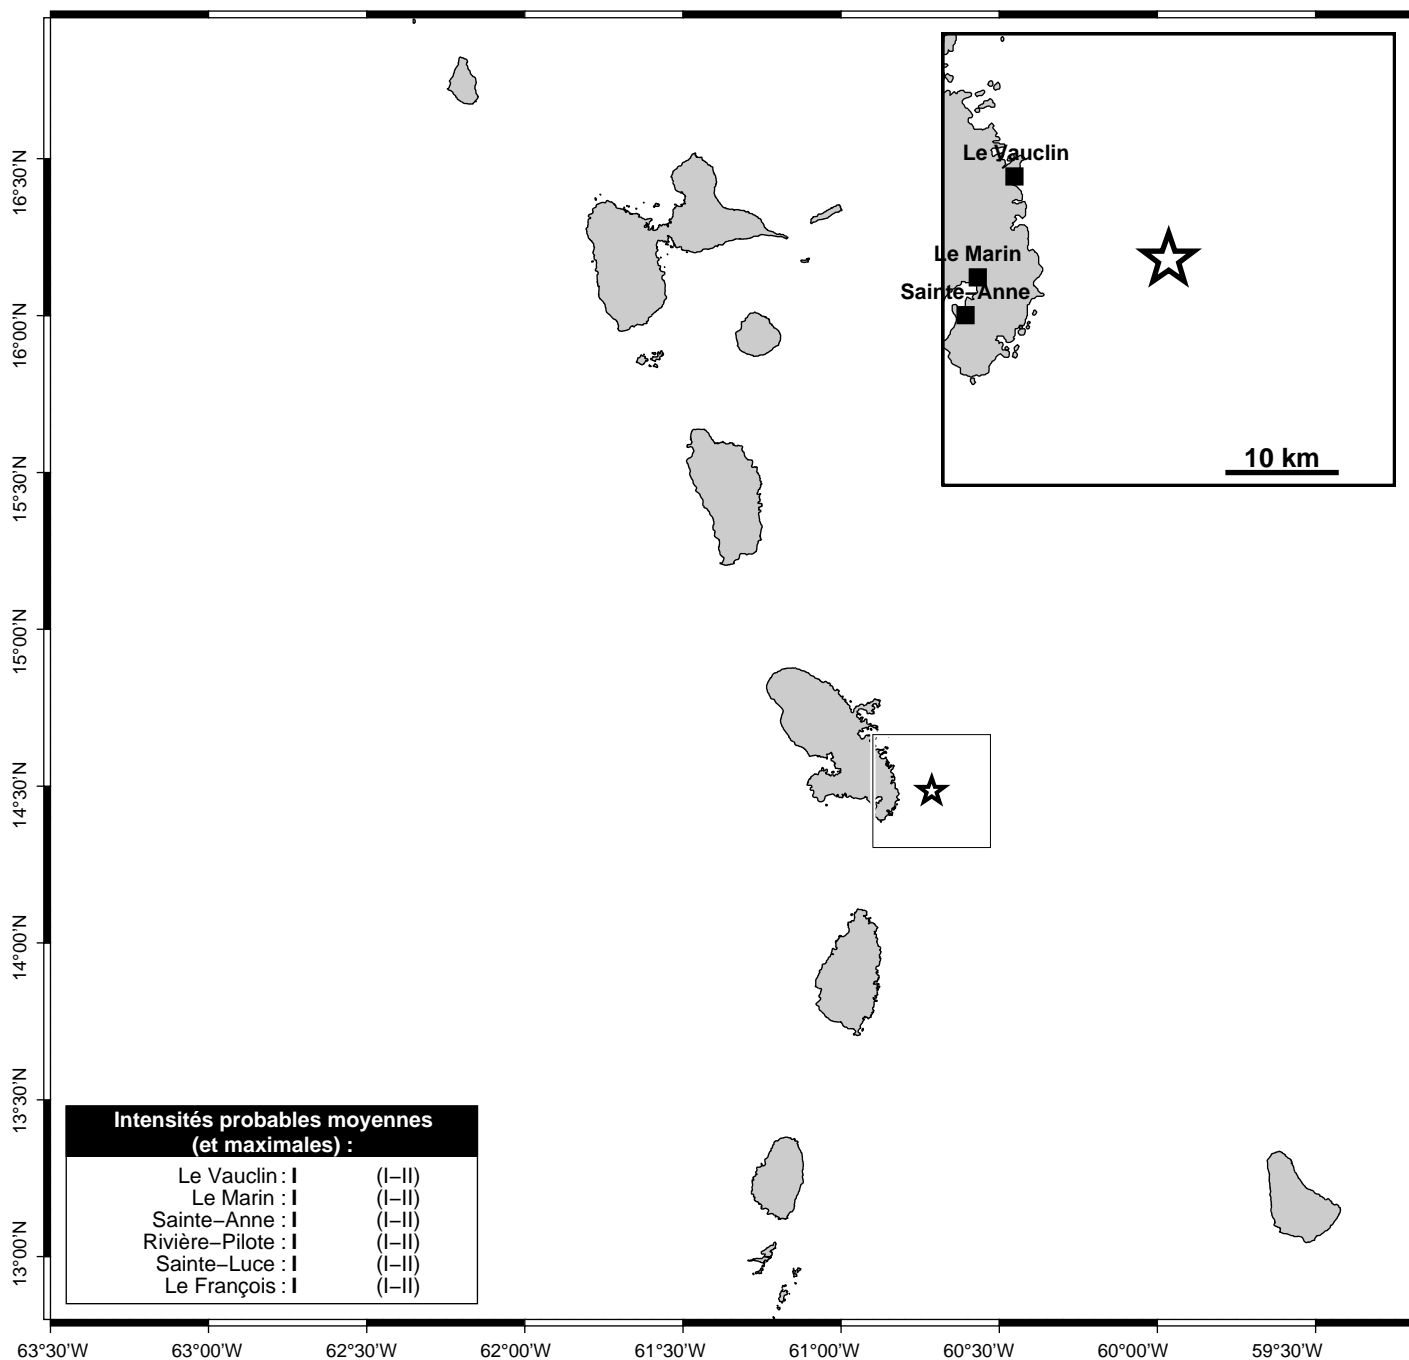 Le Vauclin
Le Marin
Sainte−Anne
10 km
16°30'N
16°00'N
15°30'N
15°00'N
14°30'N
14°00'N
13°30'N
13°00'N
Intensités probables moyennes
(et maximales) :
Le Vauclin : I (I−II)
Le Marin : I (I−II)
Sainte−Anne : I (I−II)
Rivière−Pilote : I (I−II)
Sainte−Luce : I (I−II)
Le François : I (I−II)
63°30'W 63°00'W 62°30'W 62°00'W 61°30'W 61°00'W 60°30'W 60°00'W 59°30'W